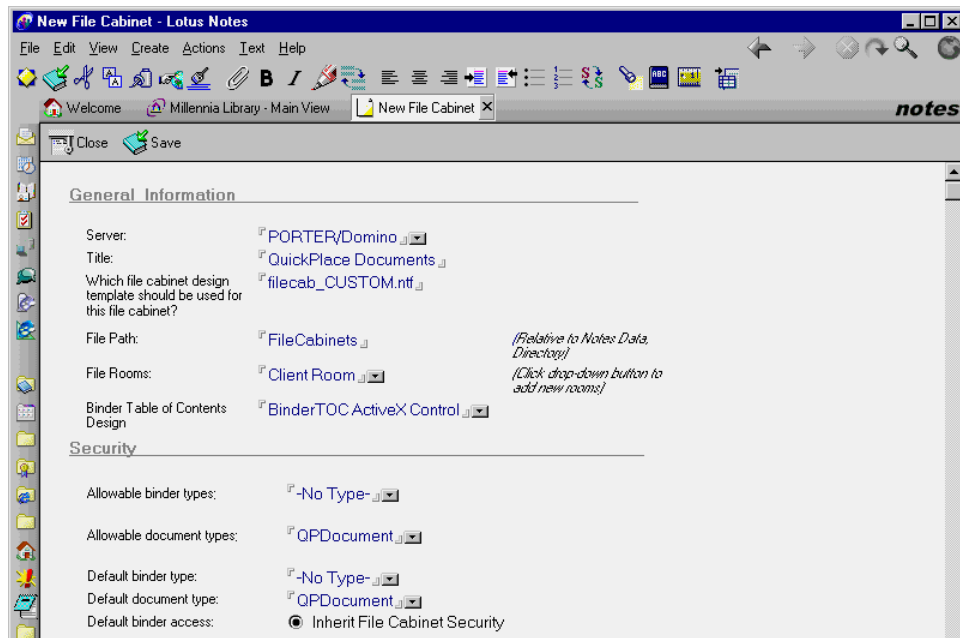 New File Cabinet - Lotus Notes
File Edit View Create Actions Text Help
B I
ABC
Welcome Millennia Library - Main View New File Cabinet notes
Close Save
General Information
Server: PORTER/Domino
Title: QuickPlace Documents
Which file cabinet design filecab_CUSTOM.ntf
template should be used for
this file cabinet?
File Path: FileCabinets (Relative to Notes Data,
Directory)
File Rooms: Client Room (Click drop-down button to
add new rooms)
Binder Table of Contents BinderTOC ActiveX Control
Design
Security
Allowable binder types: -No Type-
Allowable document types: QPDocument
Default binder type: -No Type-
Default document type: QPDocument
Default binder access: Inherit File Cabinet Security